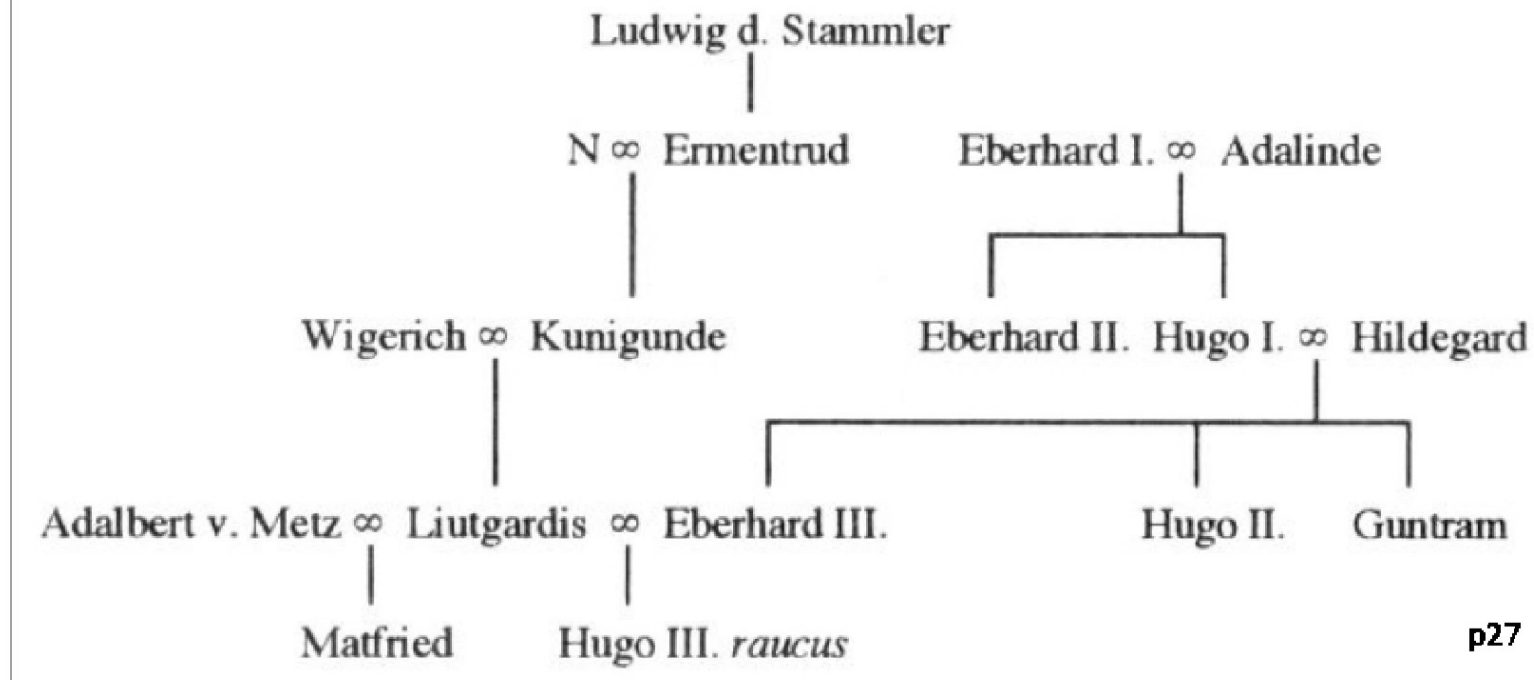 Ludwig d. Stammler
N ∞ Ermentrud Eberhard I. ∞ Adalinde
Wigerich ∞ Kunigunde Eberhard II. Hugo I. ∞ Hildegard
Adalbert v. Metz ∞ Liutgardis ∞ Eberhard III. Hugo II. Guntram
Matfried Hugo III. raucus
p27